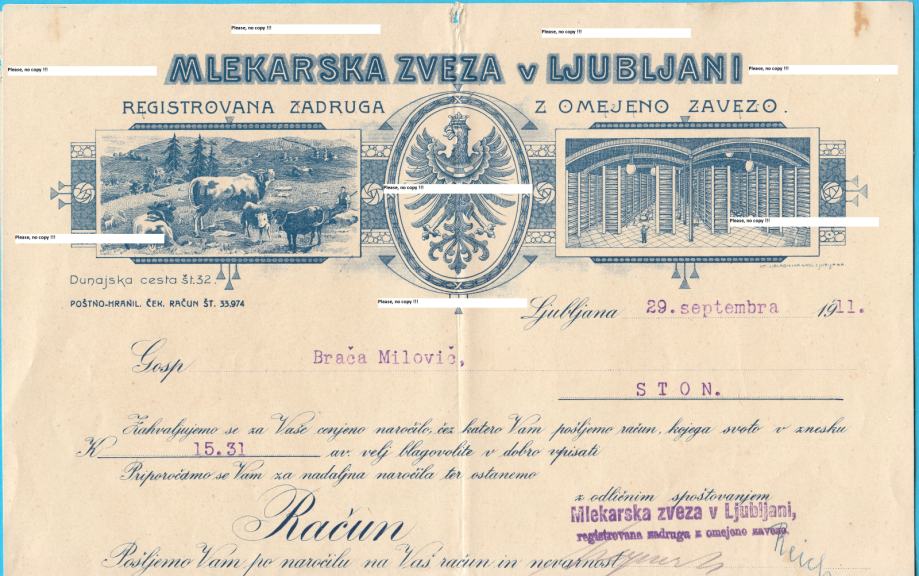 Please, no copy !!!
Please, no copy !!!
Please, no copy !!!
Please, no copy !!!
MLEKARSKA ZVEZA v LJUBLJANI
REGISTROVANA ZADRUGA Z OMEJENO ZAVEZO.
Please, no copy !!!
Please, no copy !!!
Please, no copy !!!
Dunajska cesta št. 32.
POŠTNO-HRANIL. ČEK. RAČUN ŠT. 33.974
Please, no copy !!!
Ljubljana 29. septembra 1911.
Gosp Brača Milovič,
STON.
Zahvaljujemo se za Vaše cenjeno naročilo, čez katero Vam pošljemo račun, kojega svoto v znesku
K 15.31 av. velj blagovolite v dobro vpisati
Priporočamo se Vam za nadaljna naročila ter ostanemo
z odličnim spoštovanjem
Mlekarska zveza v Ljubljani,
registrovana zadruga z omejeno zavezo.
Račun
Pošljemo Vam po naročilu na Vaš račun in nevarnost